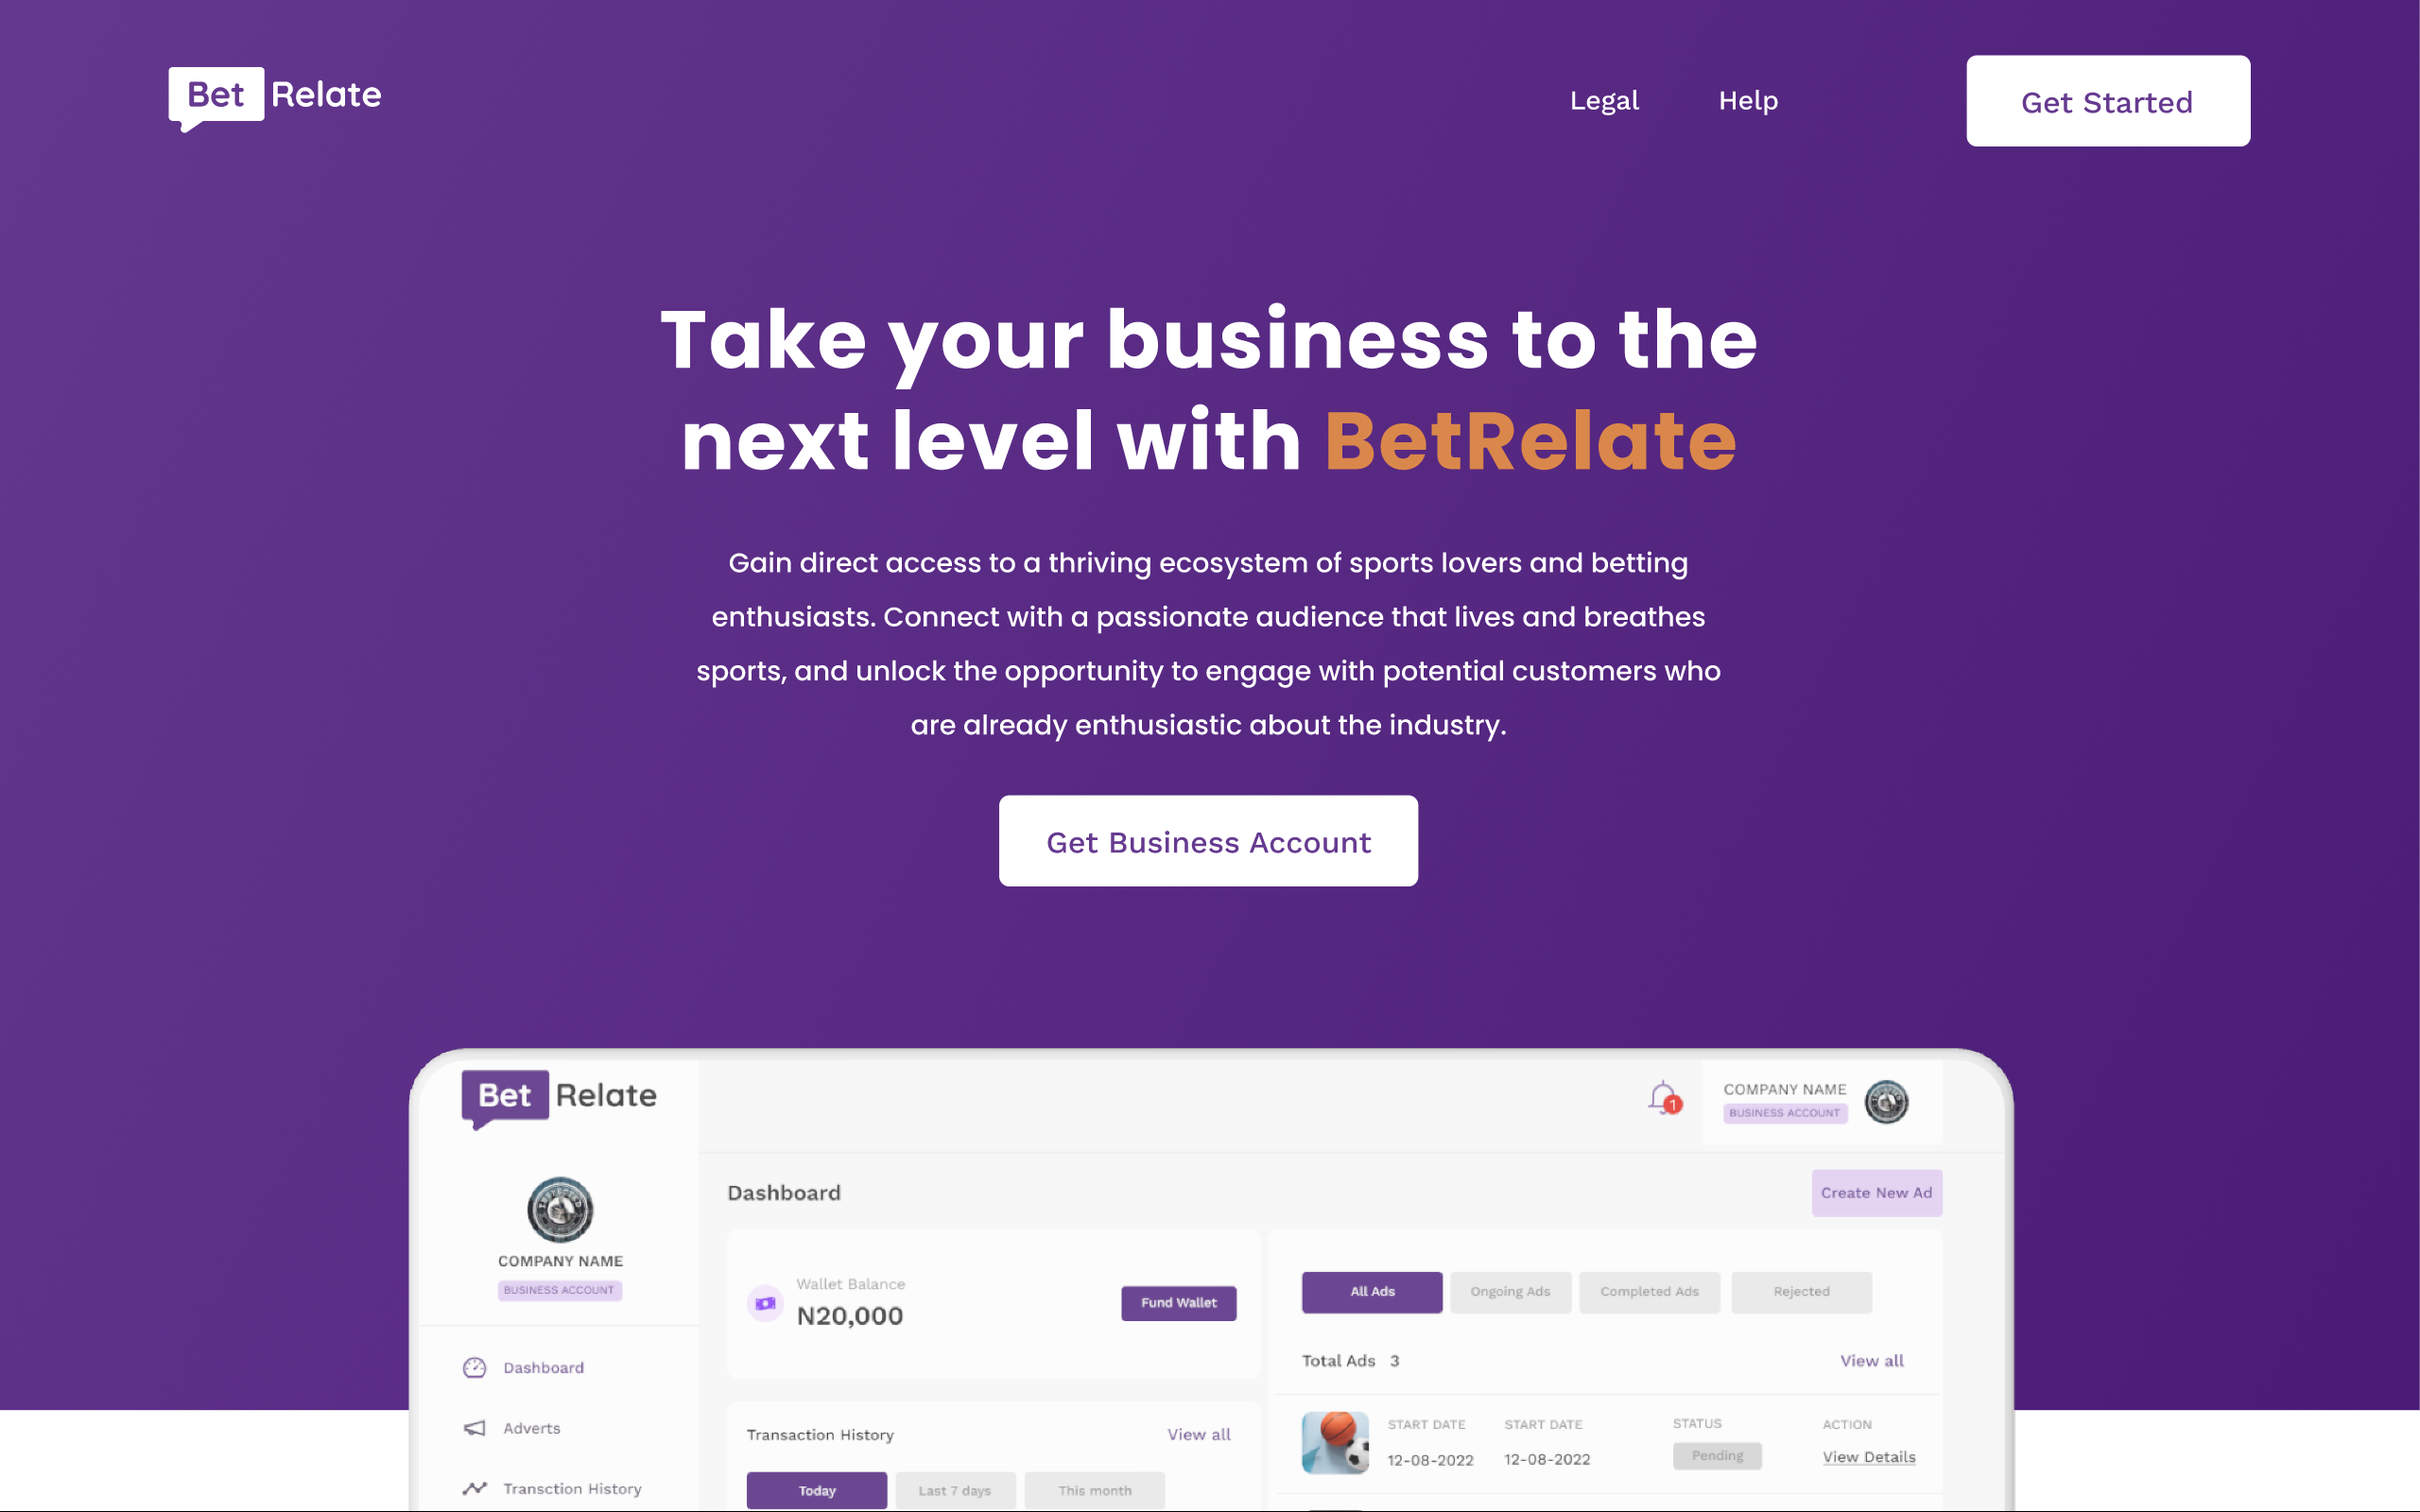 Bet Relate
Legal
Help
Get Started
Take your business to the
next level with BetRelate
Gain direct access to a thriving ecosystem of sports lovers and betting
enthusiasts. Connect with a passionate audience that lives and breathes
sports, and unlock the opportunity to engage with potential customers who
are already enthusiastic about the industry.
Get Business Account
Bet Relate
1
COMPANY NAME
BUSINESS ACCOUNT
COMPANY NAME
BUSINESS ACCOUNT
Dashboard
Adverts
Transction History
Dashboard
Create New Ad
Wallet Balance
N20,000
Fund Wallet
Transaction History
View all
Today
Last 7 days
This month
All Ads
Ongoing Ads
Completed Ads
Rejected
Total Ads 3
View all
START DATE
START DATE
STATUS
ACTION
12-08-2022
12-08-2022
Pending
View Details